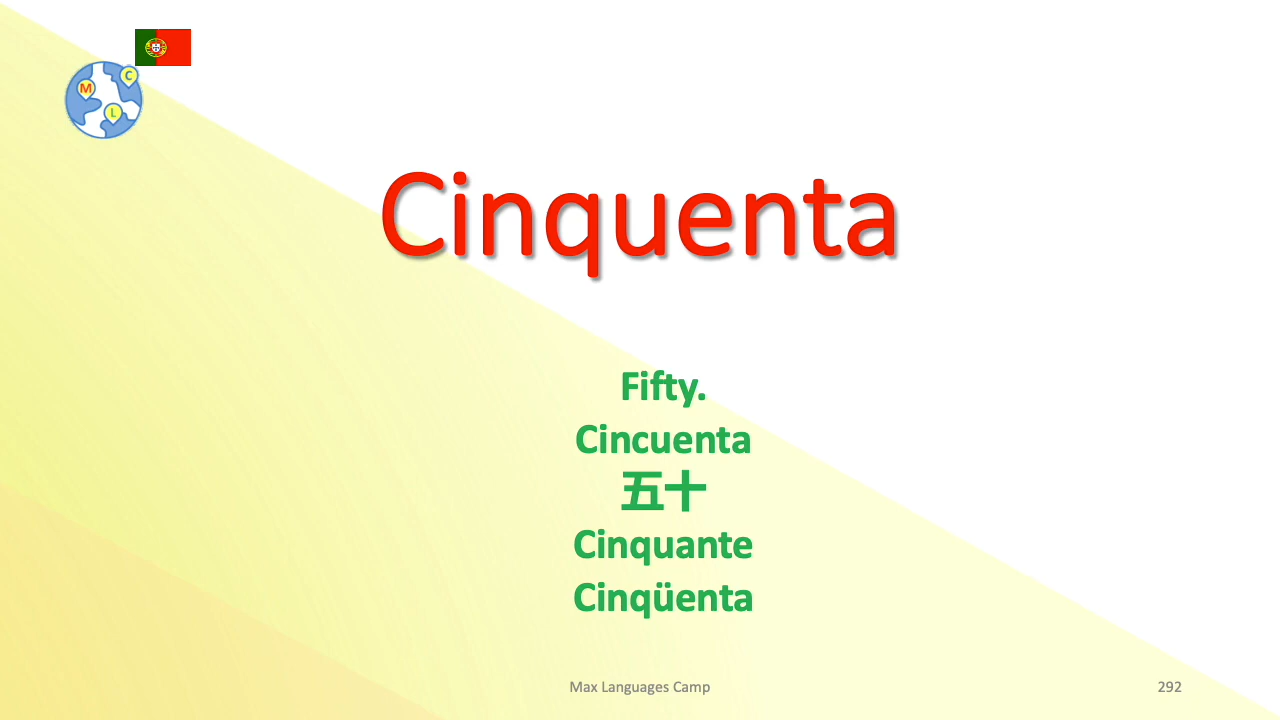 M
C
L
Cinquenta
Fifty.
Cincuenta
五十
Cinquante
Cinqüenta
Max Languages Camp
292